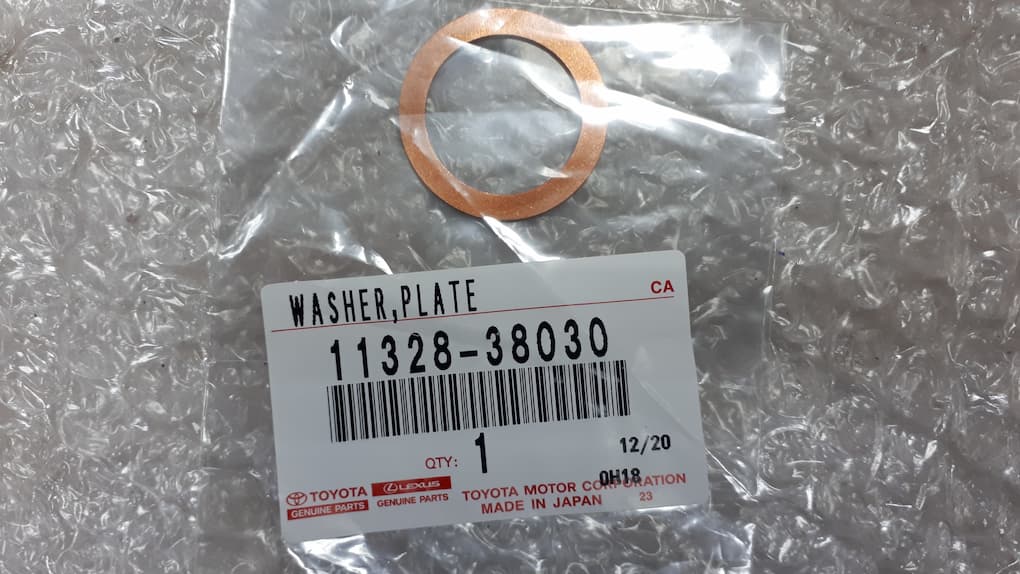 WASHER,PLATE
CA
11328-38030
QTY: 1
12/20
0H18
TOYOTA
GENUINE PARTS
LEXUS
GENUINE PARTS
TOYOTA MOTOR CORPORATION
MADE IN JAPAN
23